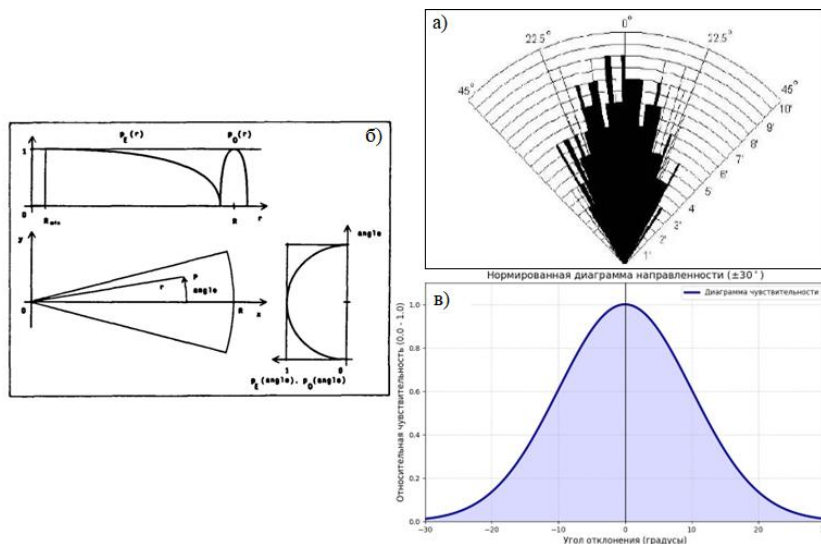 а)
0°
22.5° 22.5°
45° 45°
10'
9'
7'
5'
4'
2'
1'
б)
P_E(r) P_O(r)
1
0 R_min R r
y angle
P
r angle
0 R x
1 0
P_E(angle), P_O(angle)
Нормированная диаграмма направленности (±30°)
в)
Диаграмма чувствительности
Относительная чувствительность (0.0 - 1.0)
1.0
0.8
0.6
0.4
0.2
0.0
−30 −20 −10 0 10 20
Угол отклонения (градусы)